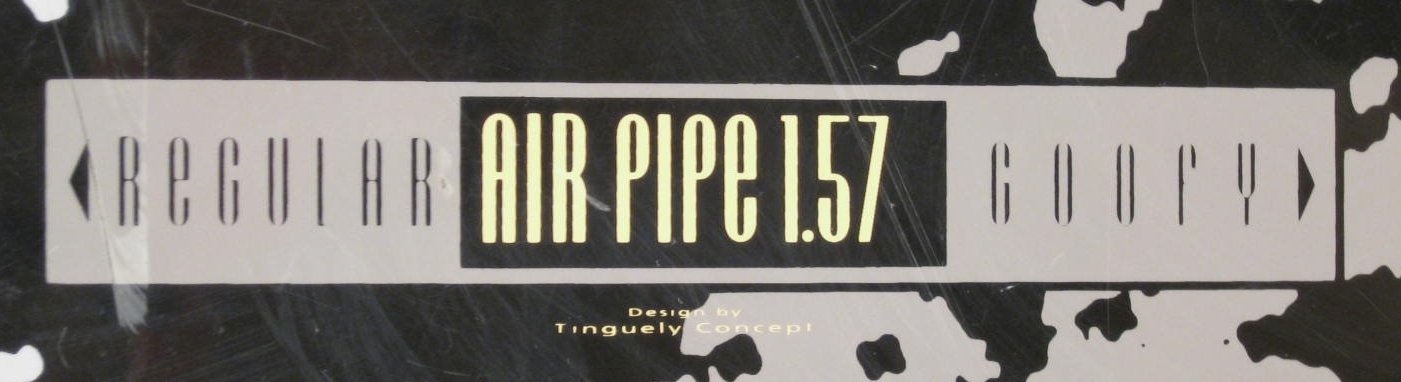 ReGULAR AIR PIPe 1.57 GOOFY
Design by
Tinguely Concept